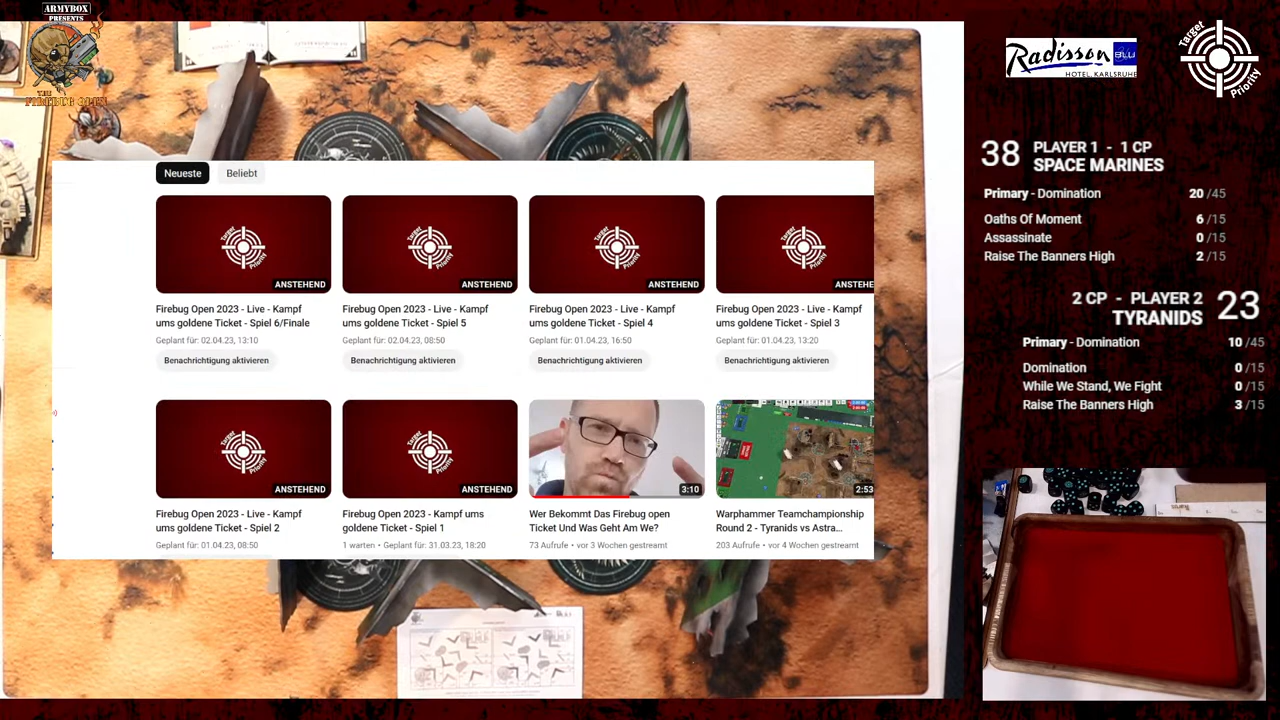 ARMYBOX
PRESENTS
THE
FIREBUG OPEN
Neueste
Beliebt
ANSTEHEND
ANSTEHEND
ANSTEHEND
ANSTEHE
Firebug Open 2023 - Live - Kampf
ums goldene Ticket - Spiel 6/Finale
Geplant für: 02.04.23, 13:10
Benachrichtigung aktivieren
Firebug Open 2023 - Live - Kampf
ums goldene Ticket - Spiel 5
Geplant für: 02.04.23, 08:50
Benachrichtigung aktivieren
Firebug Open 2023 - Live - Kampf
ums goldene Ticket - Spiel 4
Geplant für: 01.04.23, 16:50
Benachrichtigung aktivieren
Firebug Open 2023 - Live - Kampf
ums goldene Ticket - Spiel 3
Geplant für: 01.04.23, 13:20
Benachrichtigung aktivieren
ANSTEHEND
ANSTEHEND
3:10
2:53
Firebug Open 2023 - Live - Kampf
ums goldene Ticket - Spiel 2
Geplant für: 01.04.23, 08:50
Firebug Open 2023 - Kampf ums
goldene Ticket - Spiel 1
1 warten • Geplant für: 31.03.23, 18:20
Wer Bekommt Das Firebug open
Ticket Und Was Geht Am We?
73 Aufrufe • vor 3 Wochen gestreamt
Warphammer Teamchampionship
Round 2 - Tyranids vs Astra...
203 Aufrufe • vor 4 Wochen gestreamt
Radisson BLU
HOTEL, KARLSRUHE
Target
Priority
38 PLAYER 1 - 1 CP
SPACE MARINES
Primary - Domination 20 /45
Oaths Of Moment 6 /15
Assassinate 0 /15
Raise The Banners High 2 /15
2 CP - PLAYER 2 23
TYRANIDS
Primary - Domination 10 /45
Domination 0 /15
While We Stand, We Fight 0 /15
Raise The Banners High 3 /15